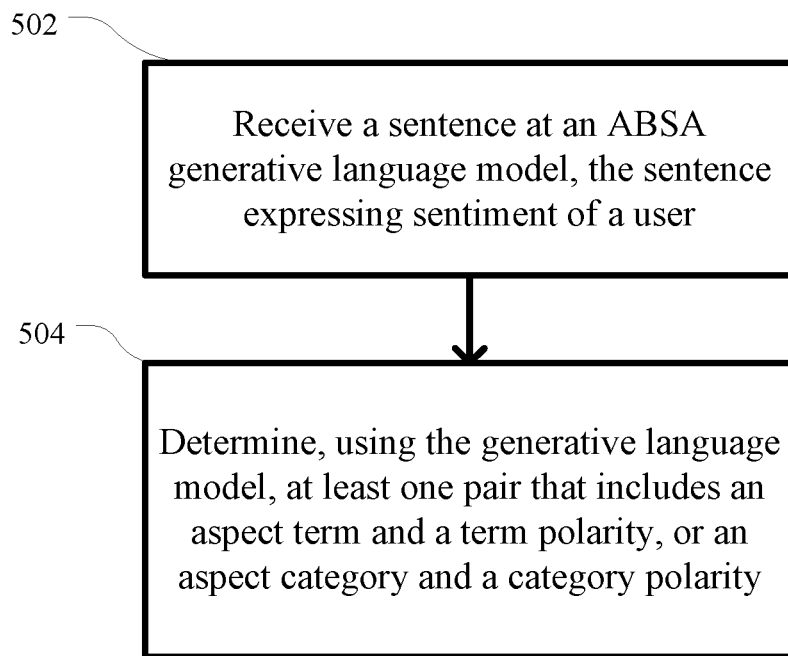 502
Receive a sentence at an ABSA
generative language model, the sentence
expressing sentiment of a user
504
Determine, using the generative language
model, at least one pair that includes an
aspect term and a term polarity, or an
aspect category and a category polarity